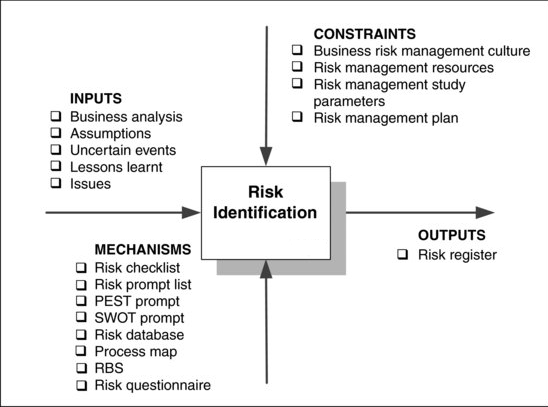 CONSTRAINTS
❑ Business risk management culture
❑ Risk management resources
❑ Risk management study
parameters
❑ Risk management plan
INPUTS
❑ Business analysis
❑ Assumptions
❑ Uncertain events
❑ Lessons learnt
❑ Issues
Risk
Identification
OUTPUTS
❑ Risk register
MECHANISMS
❑ Risk checklist
❑ Risk prompt list
❑ PEST prompt
❑ SWOT prompt
❑ Risk database
❑ Process map
❑ RBS
❑ Risk questionnaire